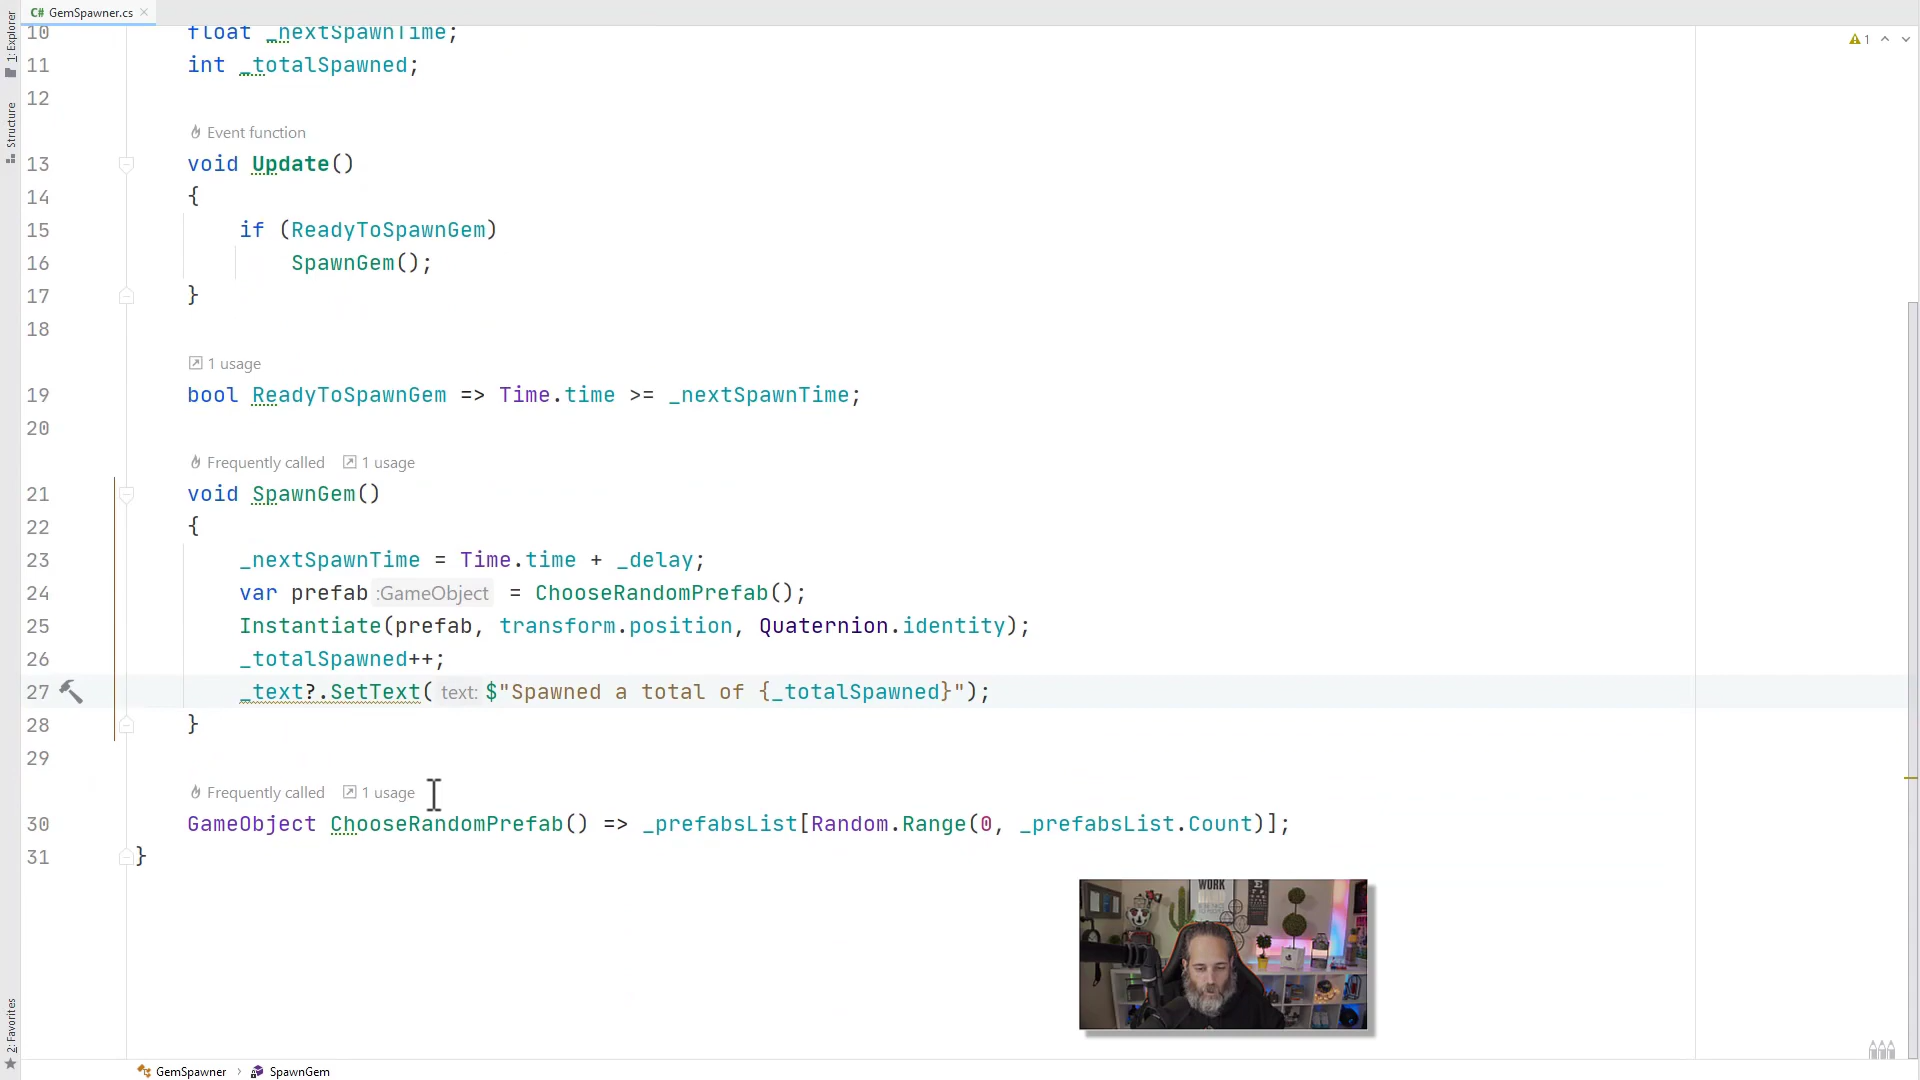 C# GemSpawner.cs
1: Explorer
Structure
2: Favorites
1
10 float _nextSpawnTime;
11 int _totalSpawned;
12
Event function
13 void Update()
14 {
15 if (ReadyToSpawnGem)
16 SpawnGem();
17 }
18
1 usage
19 bool ReadyToSpawnGem => Time.time >= _nextSpawnTime;
20
Frequently called 1 usage
21 void SpawnGem()
22 {
23 _nextSpawnTime = Time.time + _delay;
24 var prefab :GameObject = ChooseRandomPrefab();
25 Instantiate(prefab, transform.position, Quaternion.identity);
26 _totalSpawned++;
27 _text?.SetText( text: $"Spawned a total of {_totalSpawned}");
28 }
29
Frequently called 1 usage
30 GameObject ChooseRandomPrefab() => _prefabsList[Random.Range(0, _prefabsList.Count)];
31 }
WORK
GemSpawner › SpawnGem